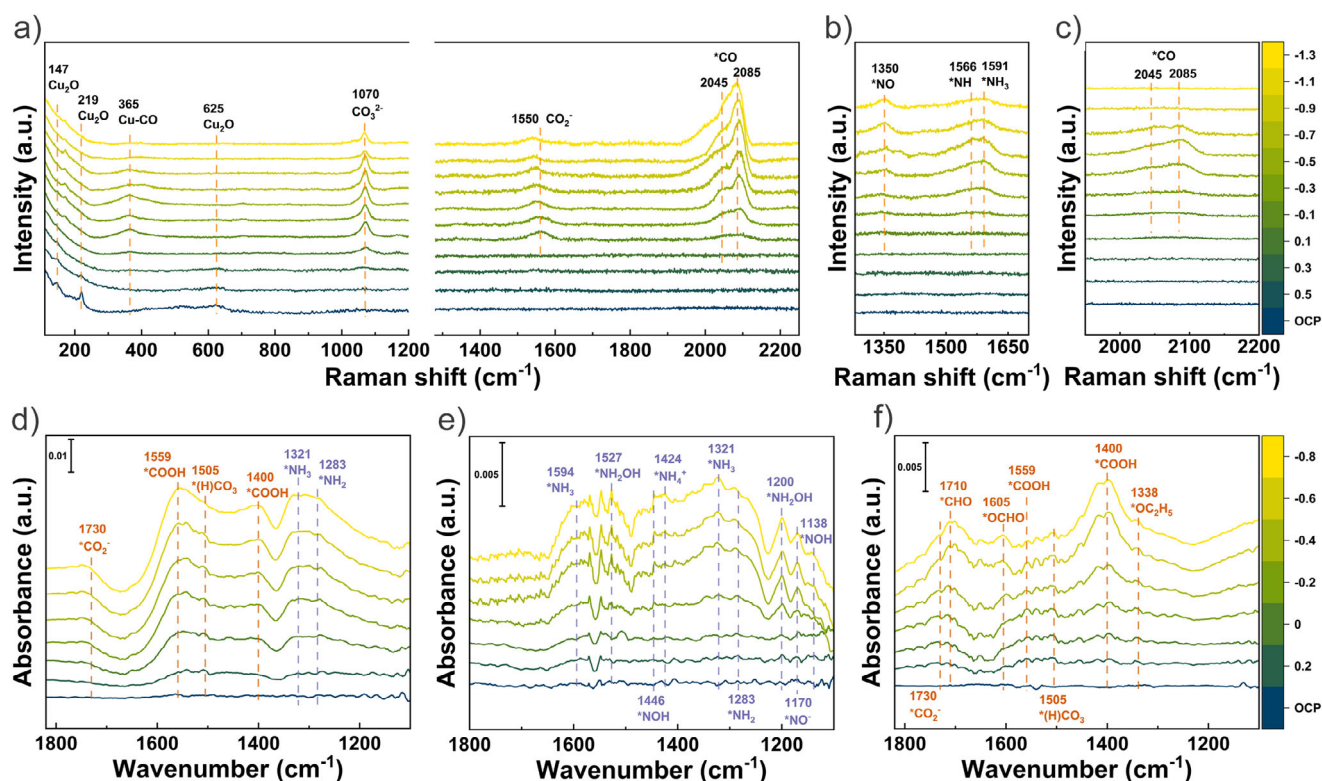 a)
Intensity (a.u.)
147
Cu₂O
219
Cu₂O
365
Cu-CO
625
Cu₂O
1070
CO₃²⁻
1550 CO₂⁻
*CO
2045 2085
200 400 600 800 1000 1200 1400 1600 1800 2000 2200
Raman shift (cm⁻¹)
b)
Intensity (a.u.)
1350
*NO
1566 1591
*NH *NH₃
1350 1500 1650
Raman shift (cm⁻¹)
c)
Intensity (a.u.)
*CO
2045 2085
2000 2100 2200
Raman shift (cm⁻¹)
-1.3
-1.1
-0.9
-0.7
-0.5
-0.3
-0.1
0.1
0.3
0.5
OCP
d)
Absorbance (a.u.)
0.01
1730
*CO₂⁻
1559
*COOH
1505
*(H)CO₃
1400
*COOH
1321
*NH₃
1283
*NH₂
1800 1600 1400 1200
Wavenumber (cm⁻¹)
e)
Absorbance (a.u.)
0.005
1594
*NH₃
1527
*NH₂OH
1424
*NH₄⁺
1321
*NH₃
1200
*NH₂OH
1138
*NOH
1446
*NOH
1283
*NH₂
1170
*NO⁻
1800 1600 1400 1200
Wavenumber (cm⁻¹)
f)
Absorbance (a.u.)
0.005
1710
*CHO
1605
*OCHO
1559
*COOH
1400
*COOH
1338
*OC₂H₅
1730
*CO₂⁻
1505
*(H)CO₃
1800 1600 1400 1200
Wavenumber (cm⁻¹)
-0.8
-0.6
-0.4
-0.2
0
0.2
OCP